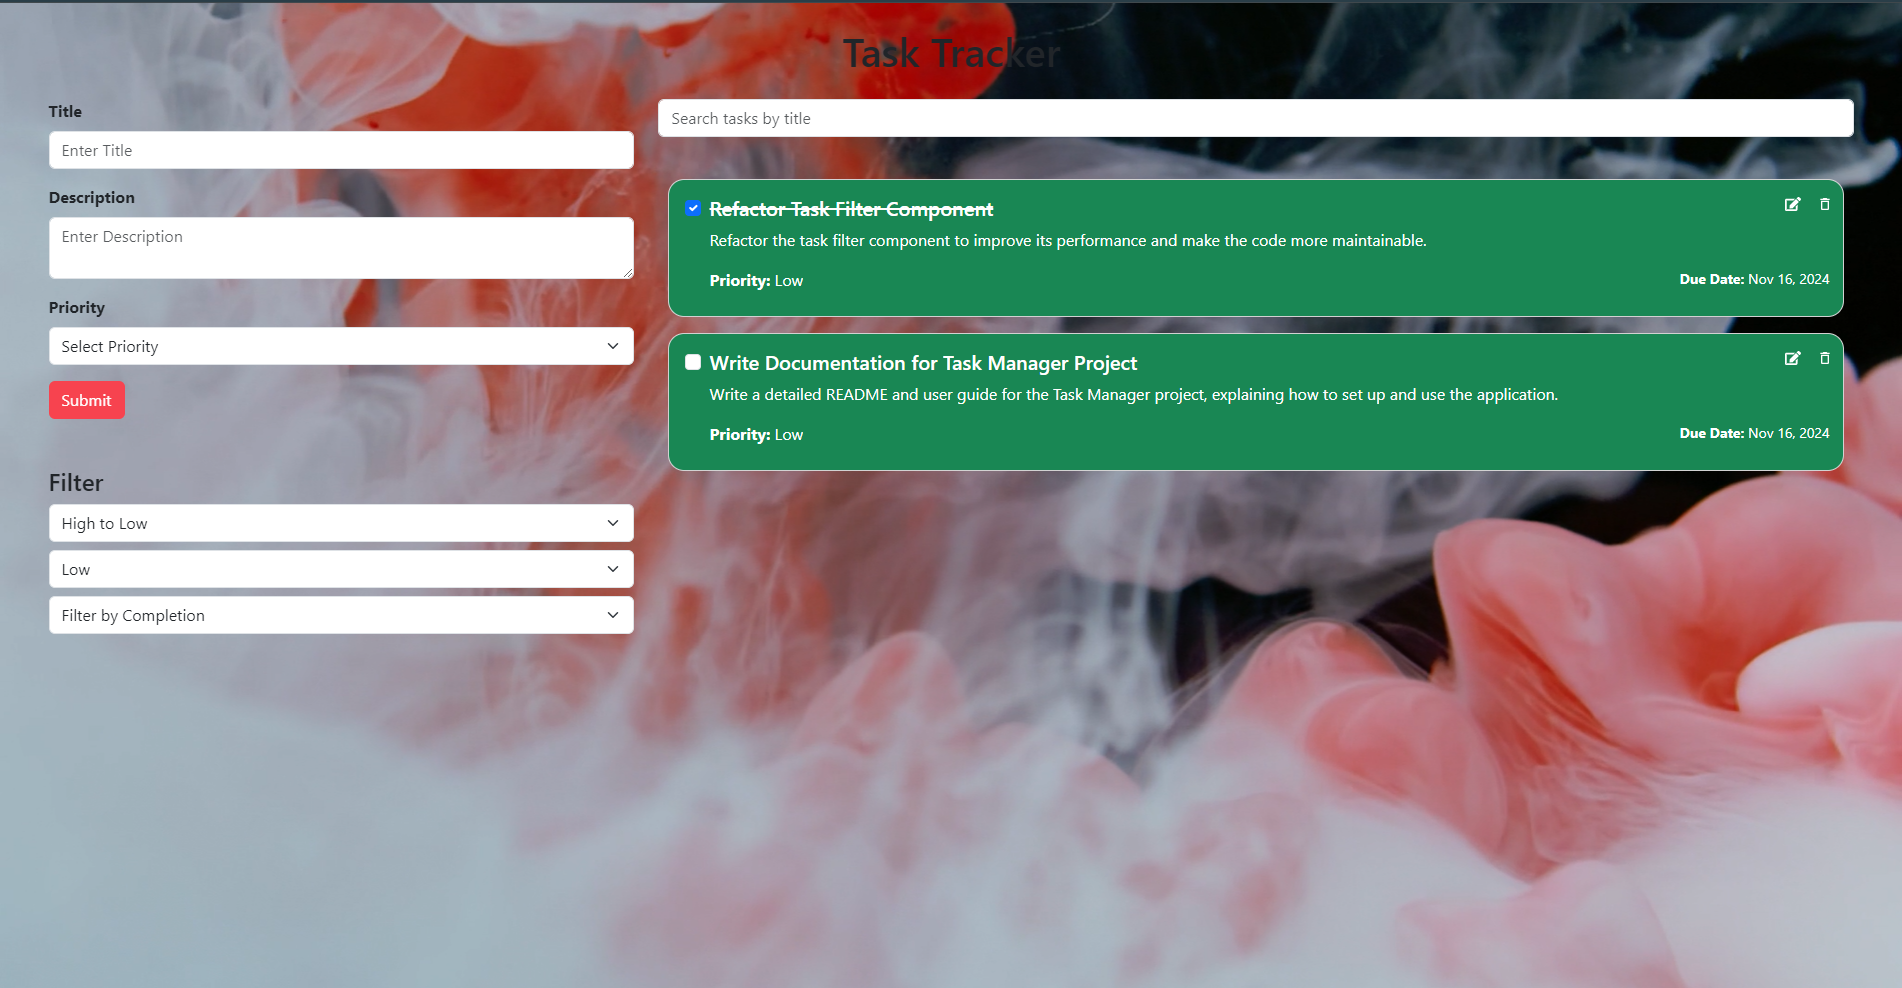 Task Tracker
Title
Enter Title
Description
Enter Description
Priority
Select Priority
Submit
Filter
High to Low
Low
Filter by Completion
Search tasks by title
Refactor Task Filter Component
Refactor the task filter component to improve its performance and make the code more maintainable.
Priority: Low
Due Date: Nov 16, 2024
Write Documentation for Task Manager Project
Write a detailed README and user guide for the Task Manager project, explaining how to set up and use the application.
Priority: Low
Due Date: Nov 16, 2024